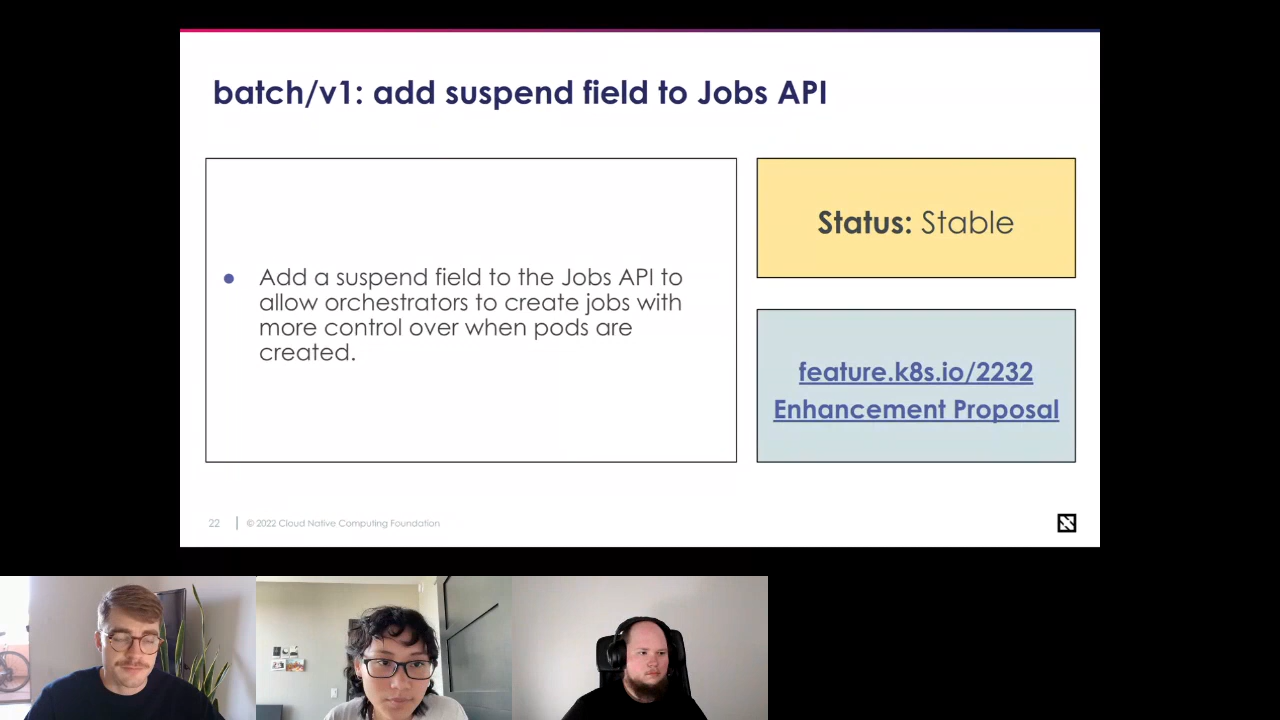 batch/v1: add suspend field to Jobs API
● Add a suspend field to the Jobs API to
allow orchestrators to create jobs with
more control over when pods are
created.
Status: Stable
feature.k8s.io/2232
Enhancement Proposal
22 | © 2022 Cloud Native Computing Foundation